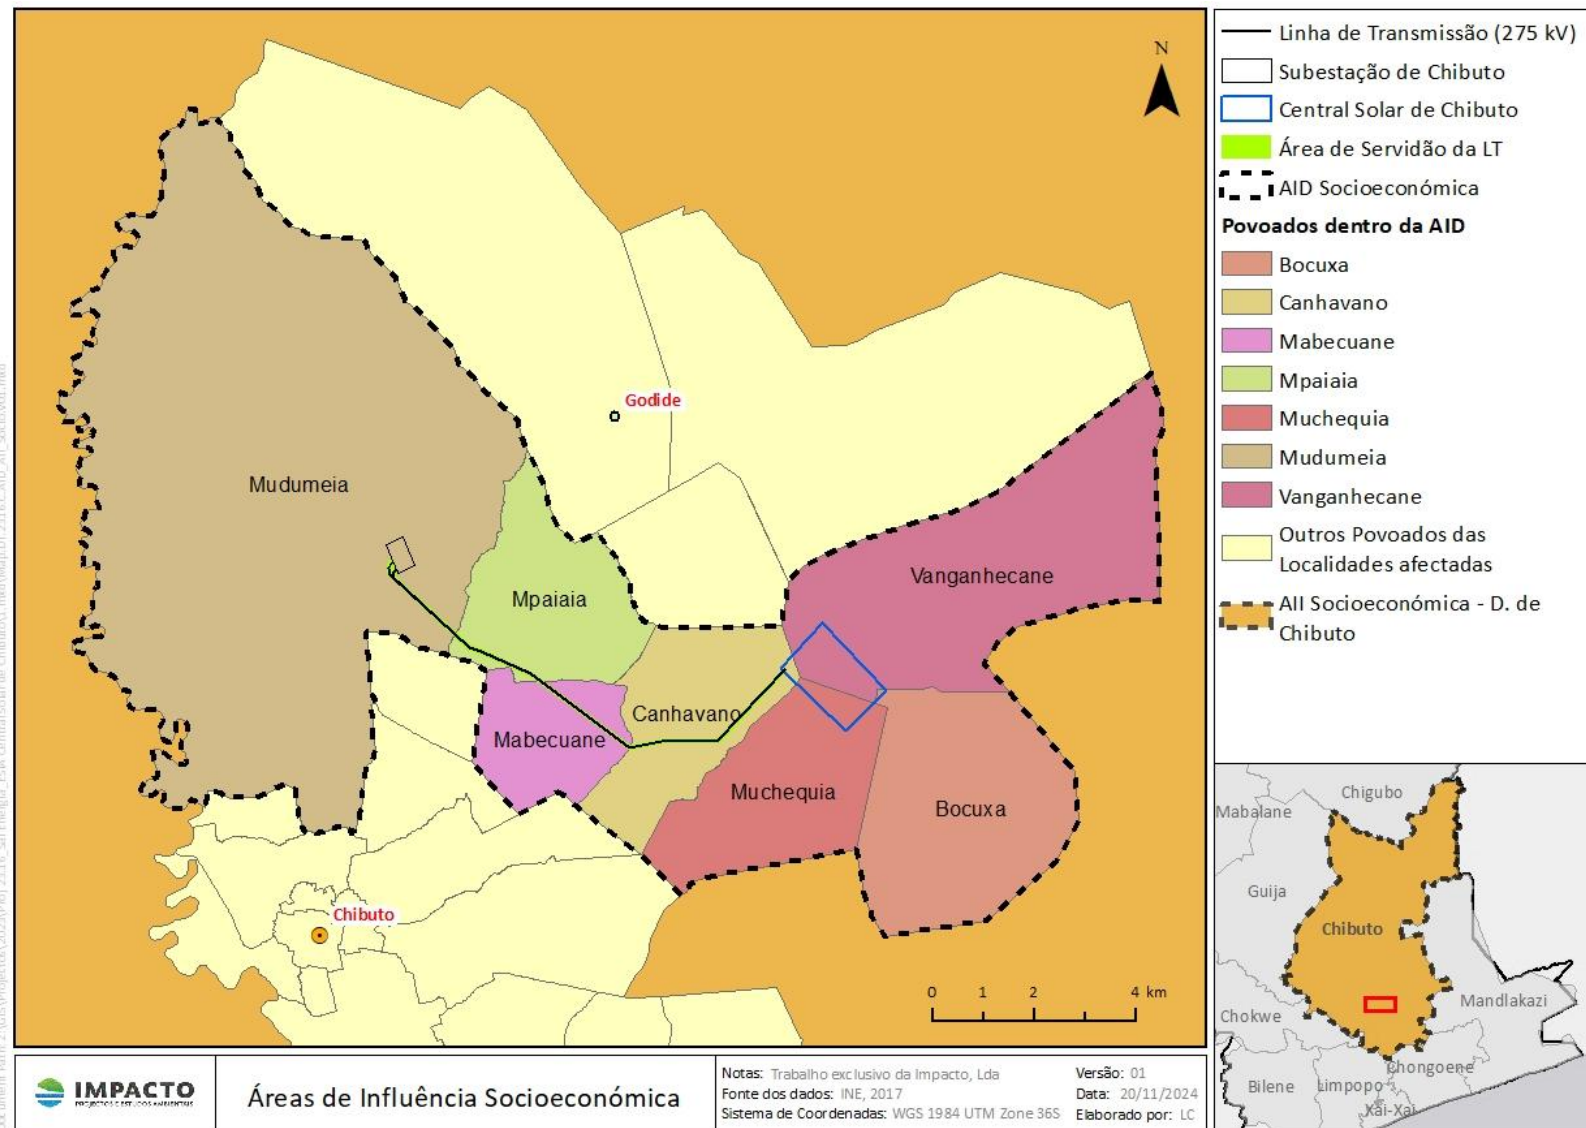 N
Godide
Mudumeia
Vanganhecane
Mpaiaia
Canhavano
Mabecuane
Muchequia
Bocuxa
Chibuto
0 1 2 4 km
Linha de Transmissão (275 kV)
Subestação de Chibuto
Central Solar de Chibuto
Área de Servidão da LT
AID Socioeconómica
Povoados dentro da AID
Bocuxa
Canhavano
Mabecuane
Mpaiaia
Muchequia
Mudumeia
Vanganhecane
Outros Povoados das
Localidades afectadas
AII Socioeconómica - D. de
Chibuto
Chigubo
Mabalane
Guija
Chibuto
Mandlakazi
Chokwe
Chongoene
Bilene
Limpopo
Xai-Xai
IMPACTO
PROJECTOS E ESTUDOS AMBIENTAIS
Áreas de Influência Socioeconómica
Notas: Trabalho exclusivo da Impacto, Lda
Fonte dos dados: INE, 2017
Sistema de Coordenadas: WGS 1984 UTM Zone 36S
Versão: 01
Data: 20/11/2024
Elaborado por: LC